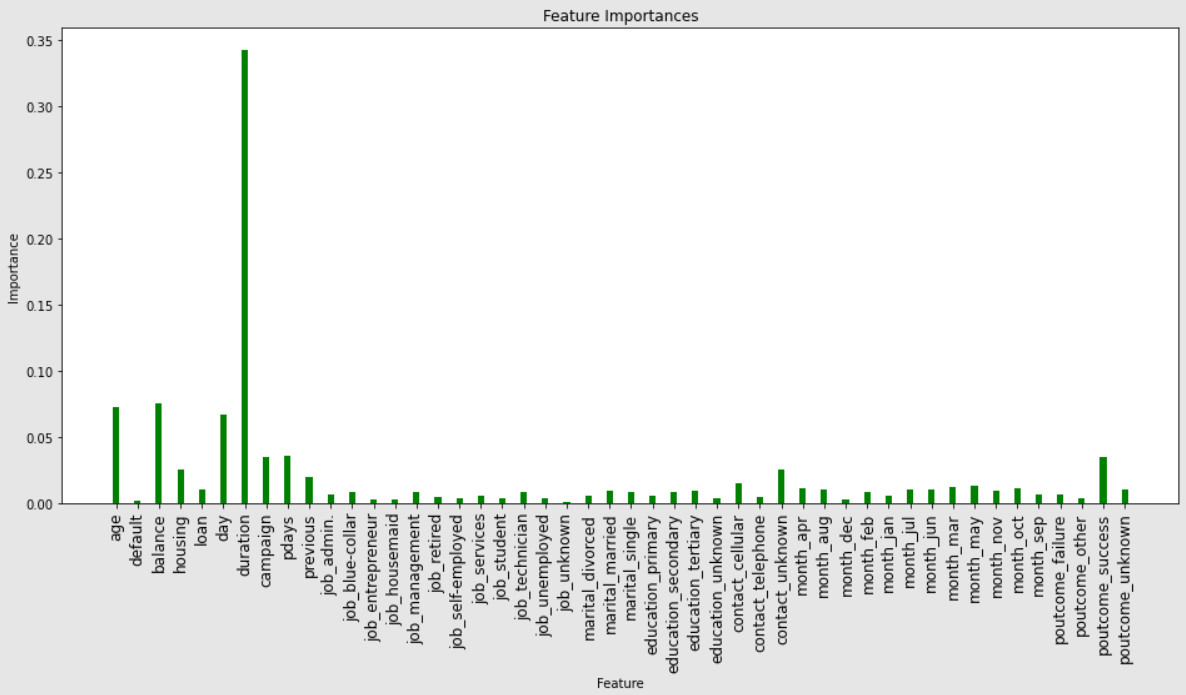 Feature Importances
0.35
0.30
0.25
0.20
0.15
0.10
0.05
0.00
Importance
age
default
balance
housing
loan
day
duration
campaign
pdays
previous
job_admin.
job_blue-collar
job_entrepreneur
job_housemaid
job_management
job_retired
job_self-employed
job_services
job_student
job_technician
job_unemployed
job_unknown
marital_divorced
marital_married
marital_single
education_primary
education_secondary
education_tertiary
education_unknown
contact_cellular
contact_telephone
contact_unknown
month_apr
month_aug
month_dec
month_feb
month_jan
month_jul
month_jun
month_mar
month_may
month_nov
month_oct
month_sep
poutcome_failure
poutcome_other
poutcome_success
poutcome_unknown
Feature